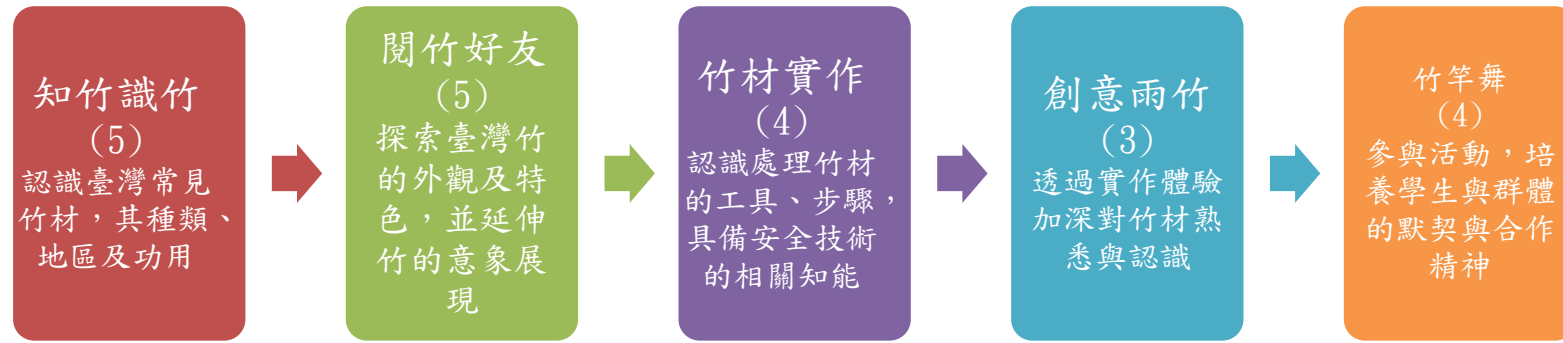 知竹識竹
(5)
認識臺灣常見
竹材，其種類、
地區及功用
閱竹好友
(5)
探索臺灣竹
的外觀及特
色，並延伸
竹的意象展
現
竹材實作
(4)
認識處理竹材
的工具、步驟，
具備安全技術
的相關知能
創意雨竹
(3)
透過實作體驗
加深對竹材熟
悉與認識
竹竿舞
(4)
參與活動，培
養學生與群體
的默契與合作
精神